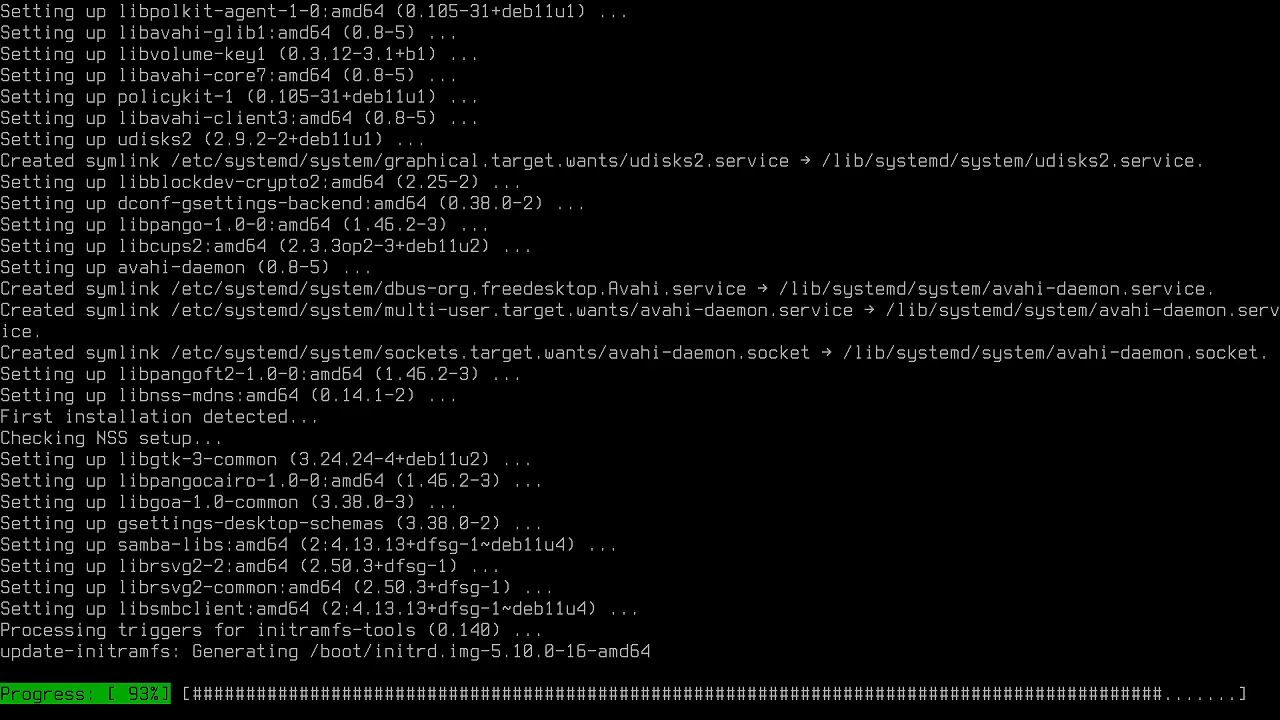 Setting up libpolkit-agent-1-0:amd64 (0.105-31+deb11u1) ...
Setting up libavahi-glib1:amd64 (0.8-5) ...
Setting up libvolume-key1 (0.3.12-3.1+b1) ...
Setting up libavahi-core7:amd64 (0.8-5) ...
Setting up policykit-1 (0.105-31+deb11u1) ...
Setting up libavahi-client3:amd64 (0.8-5) ...
Setting up udisks2 (2.9.2-2+deb11u1) ...
Created symlink /etc/systemd/system/graphical.target.wants/udisks2.service → /lib/systemd/system/udisks2.service.
Setting up libblockdev-crypto2:amd64 (2.25-2) ...
Setting up dconf-gsettings-backend:amd64 (0.38.0-2) ...
Setting up libpango-1.0-0:amd64 (1.46.2-3) ...
Setting up libcups2:amd64 (2.3.3op2-3+deb11u2) ...
Setting up avahi-daemon (0.8-5) ...
Created symlink /etc/systemd/system/dbus-org.freedesktop.Avahi.service → /lib/systemd/system/avahi-daemon.service.
Created symlink /etc/systemd/system/multi-user.target.wants/avahi-daemon.service → /lib/systemd/system/avahi-daemon.serv
ice.
Created symlink /etc/systemd/system/sockets.target.wants/avahi-daemon.socket → /lib/systemd/system/avahi-daemon.socket.
Setting up libpangoft2-1.0-0:amd64 (1.46.2-3) ...
Setting up libnss-mdns:amd64 (0.14.1-2) ...
First installation detected...
Checking NSS setup...
Setting up libgtk-3-common (3.24.24-4+deb11u2) ...
Setting up libpangocairo-1.0-0:amd64 (1.46.2-3) ...
Setting up libgoa-1.0-common (3.38.0-3) ...
Setting up gsettings-desktop-schemas (3.38.0-2) ...
Setting up samba-libs:amd64 (2:4.13.13+dfsg-1~deb11u4) ...
Setting up librsvg2-2:amd64 (2.50.3+dfsg-1) ...
Setting up librsvg2-common:amd64 (2.50.3+dfsg-1) ...
Setting up libsmbclient:amd64 (2:4.13.13+dfsg-1~deb11u4) ...
Processing triggers for initramfs-tools (0.140) ...
update-initramfs: Generating /boot/initrd.img-5.10.0-16-amd64
Progress: [ 93%] [###########################################################################################.......]